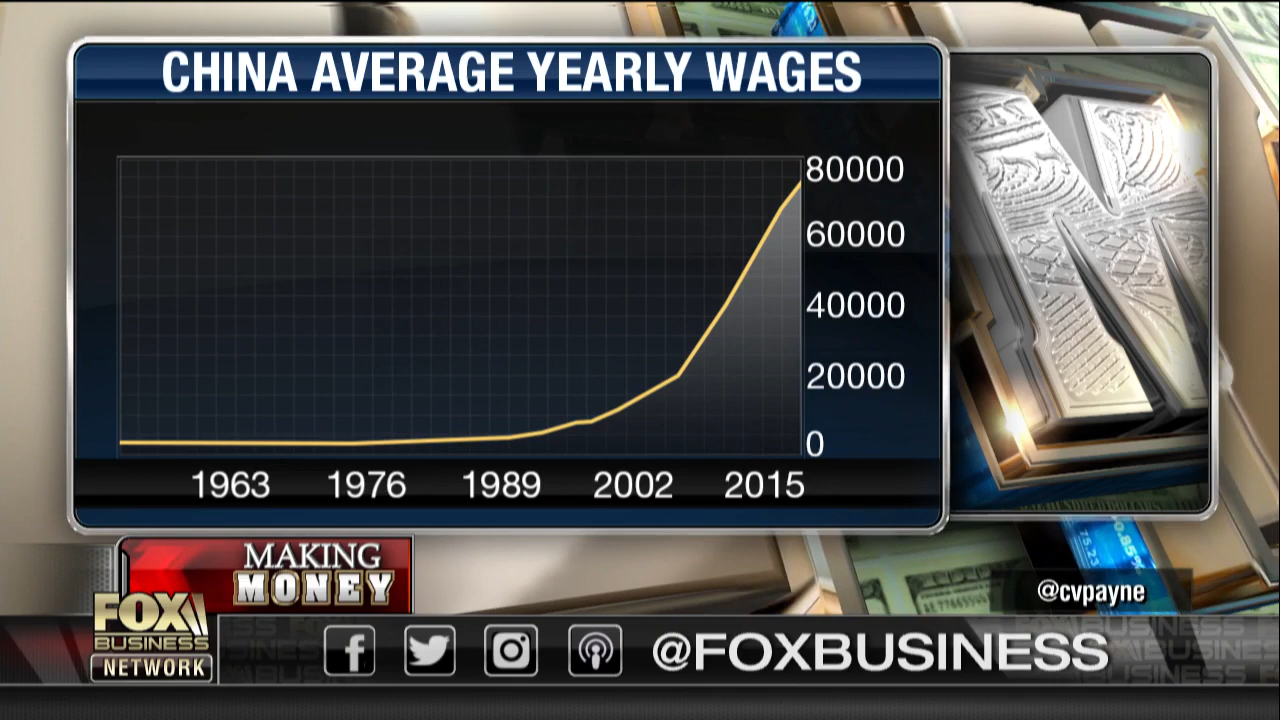 CHINA AVERAGE YEARLY WAGES
80000
60000
40000
20000
0
1963 1976 1989 2002 2015
MAKING
MONEY
@cvpayne
FOX
BUSINESS
NETWORK
@FOXBUSINESS